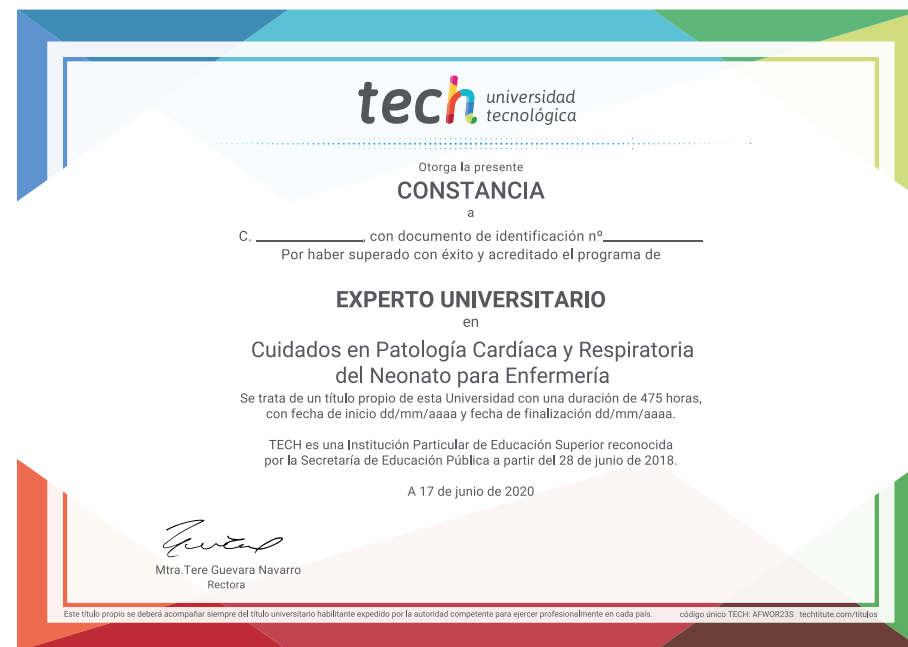 tech universidad
tecnológica
Otorga la presente
CONSTANCIA
a
C. ______________, con documento de identificación nº_____________
Por haber superado con éxito y acreditado el programa de
EXPERTO UNIVERSITARIO
en
Cuidados en Patología Cardíaca y Respiratoria
del Neonato para Enfermería
Se trata de un título propio de esta Universidad con una duración de 475 horas,
con fecha de inicio dd/mm/aaaa y fecha de finalización dd/mm/aaaa.
TECH es una Institución Particular de Educación Superior reconocida
por la Secretaría de Educación Pública a partir del 28 de junio de 2018.
A 17 de junio de 2020
Mtra.Tere Guevara Navarro
Rectora
Este título propio se deberá acompañar siempre del título universitario habilitante expedido por la autoridad competente para ejercer profesionalmente en cada país. código único TECH: AFWOR23S techtitute.com/titulos